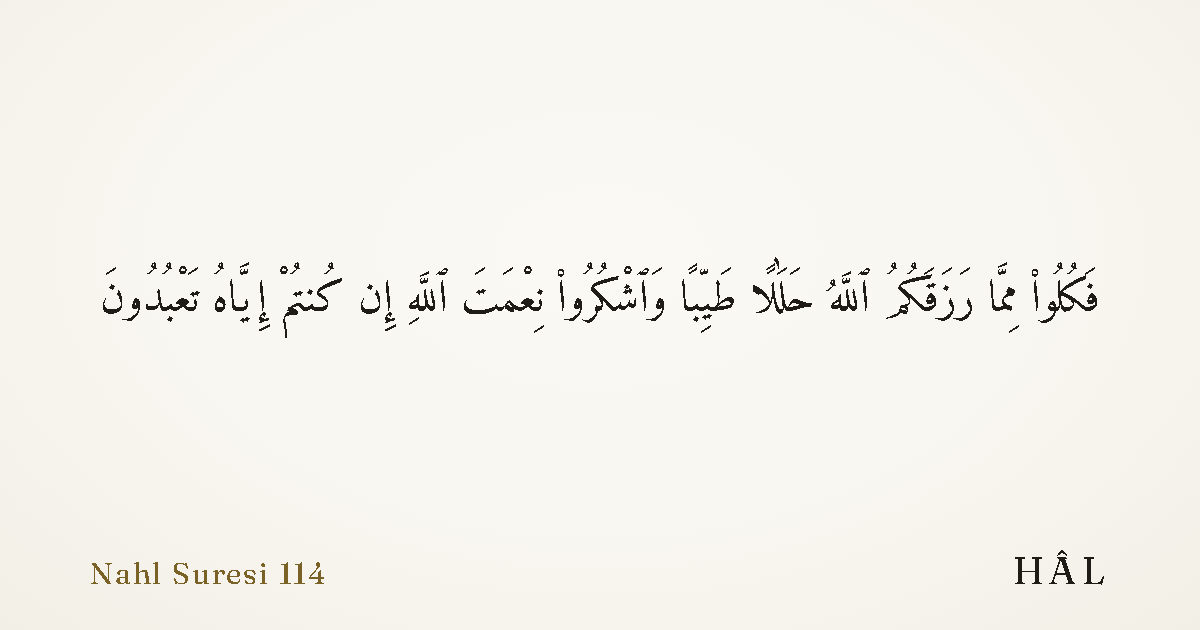 فَكُلُوا۟ مِمَّا رَزَقَكُمُ ٱللَّهُ حَلَـٰلًا طَيِّبًا وَٱشْكُرُوا۟ نِعْمَتَ ٱللَّهِ إِن كُنتُمْ إِيَّاهُ تَعْبُدُونَ
Nahl Suresi 114
HÂL